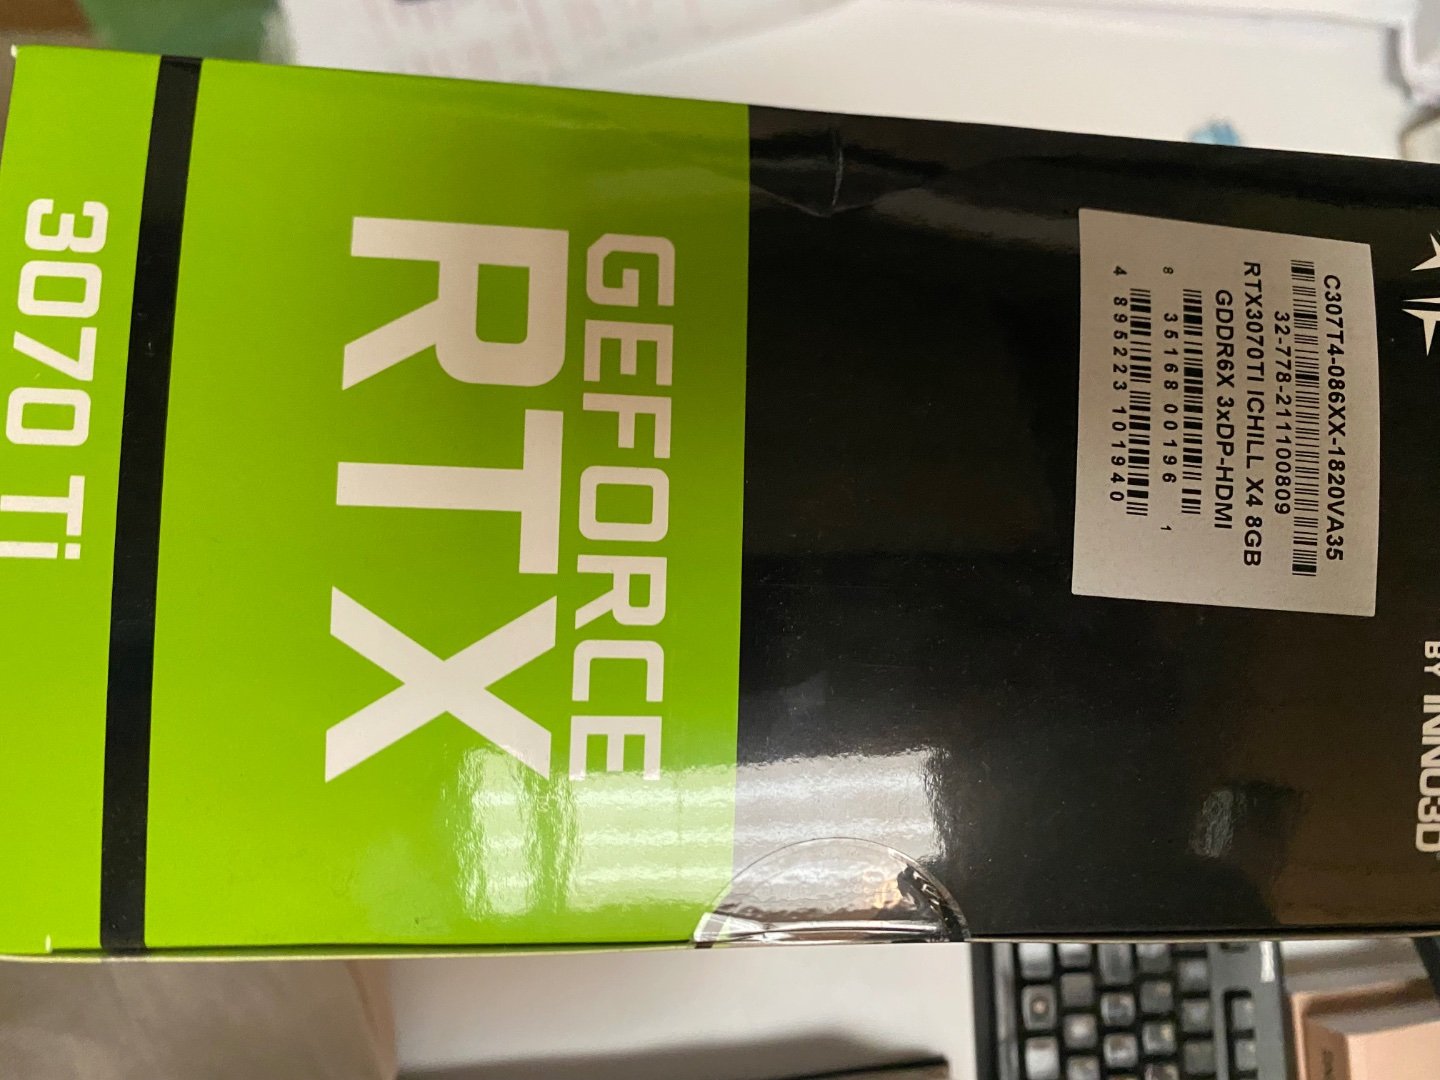 BY INNO3D
C307T4-086XX-1820VA35
32-778-211100809
RTX3070TI ICHILL X4 8GB
GDDR6X 3xDP-HDMI
8 35168 00196 1
4 895223 101940
GEFORCE
RTX
3070 Ti